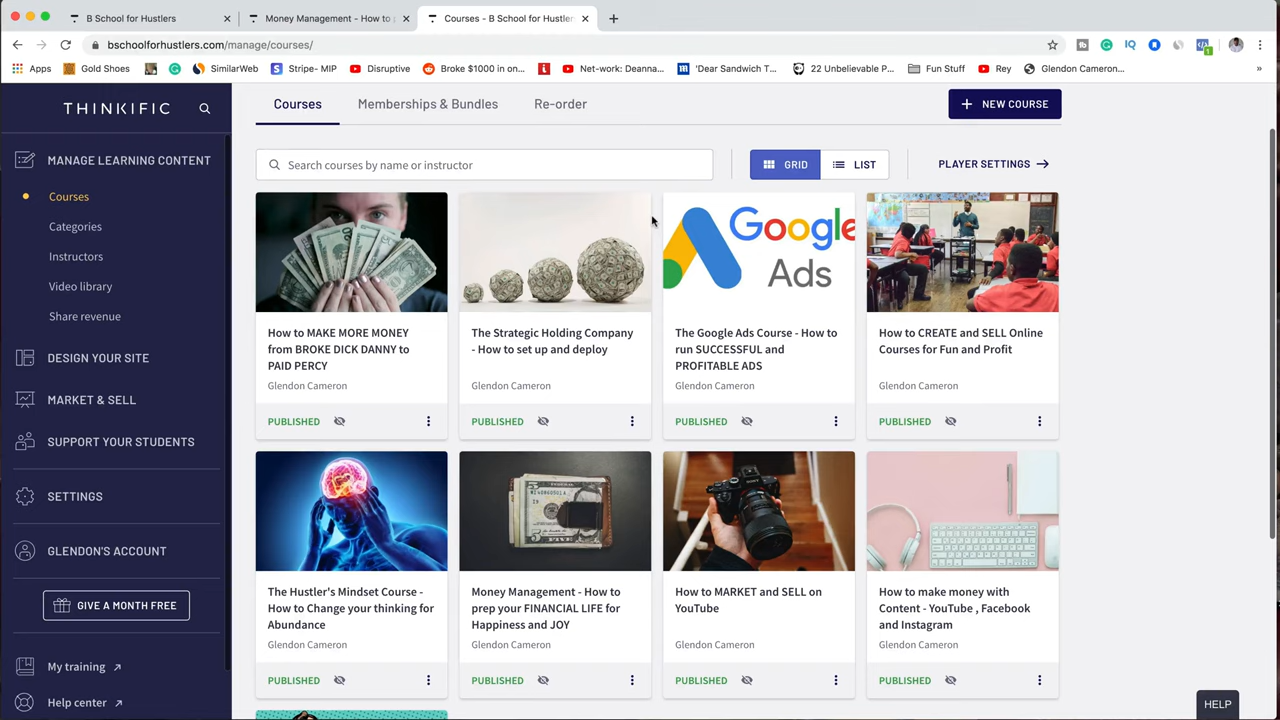 B School for Hustlers
Money Management - How to
Courses - B School for Hustler
bschoolforhustlers.com/manage/courses/
IQ
1
Apps
Gold Shoes
SimilarWeb
Stripe- MIP
Disruptive
Broke $1000 in on...
Net-work: Deanna...
'Dear Sandwich T...
22 Unbelievable P...
Fun Stuff
Rey
Glendon Cameron...
»
THINKIFIC
MANAGE LEARNING CONTENT
Courses
Categories
Instructors
Video library
Share revenue
DESIGN YOUR SITE
MARKET & SELL
SUPPORT YOUR STUDENTS
SETTINGS
GLENDON'S ACCOUNT
GIVE A MONTH FREE
My training
Help center
Courses
Memberships & Bundles
Re-order
+ NEW COURSE
Search courses by name or instructor
GRID
LIST
PLAYER SETTINGS
How to MAKE MORE MONEY
from BROKE DICK DANNY to
PAID PERCY
Glendon Cameron
PUBLISHED
The Strategic Holding Company
- How to set up and deploy
Glendon Cameron
PUBLISHED
Google
Ads
The Google Ads Course - How to
run SUCCESSFUL and
PROFITABLE ADS
Glendon Cameron
PUBLISHED
How to CREATE and SELL Online
Courses for Fun and Profit
Glendon Cameron
PUBLISHED
The Hustler's Mindset Course -
How to Change your thinking for
Abundance
Glendon Cameron
PUBLISHED
Money Management - How to
prep your FINANCIAL LIFE for
Happiness and JOY
Glendon Cameron
PUBLISHED
How to MARKET and SELL on
YouTube
Glendon Cameron
PUBLISHED
How to make money with
Content - YouTube , Facebook
and Instagram
Glendon Cameron
PUBLISHED
HELP